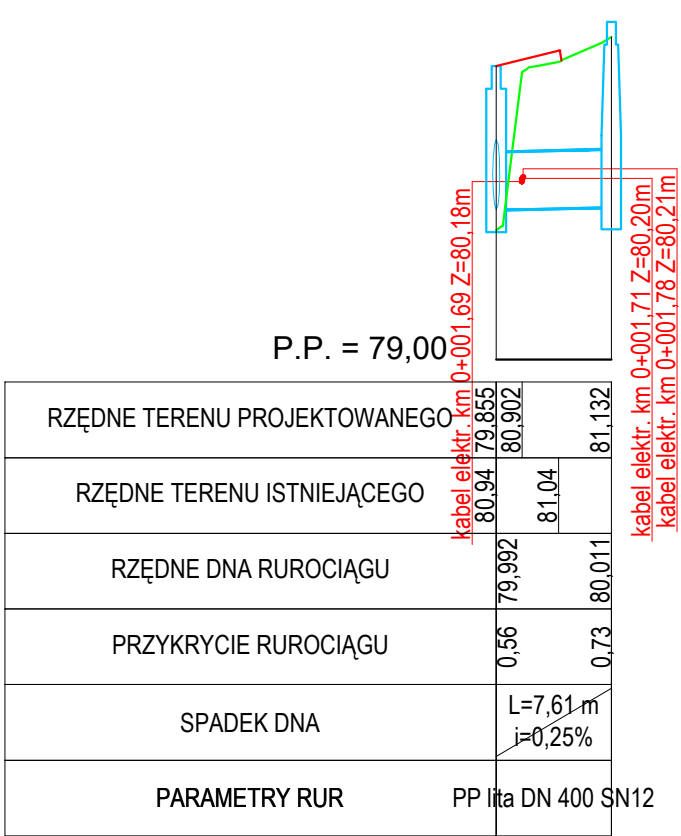 kabel elektr. km 0+001,69 Z=80,18m
kabel elektr. km 0+001,71 Z=80,20m
kabel elektr. km 0+001,78 Z=80,21m
P.P. = 79,00
RZĘDNE TERENU PROJEKTOWANEGO 79,855 80,902 81,132
RZĘDNE TERENU ISTNIEJĄCEGO 80,94 81,04
RZĘDNE DNA RUROCIĄGU 79,992 80,011
PRZYKRYCIE RUROCIĄGU 0,56 0,73
SPADEK DNA
L=7,61 m
i=0,25%
PARAMETRY RUR PP lita DN 400 SN12